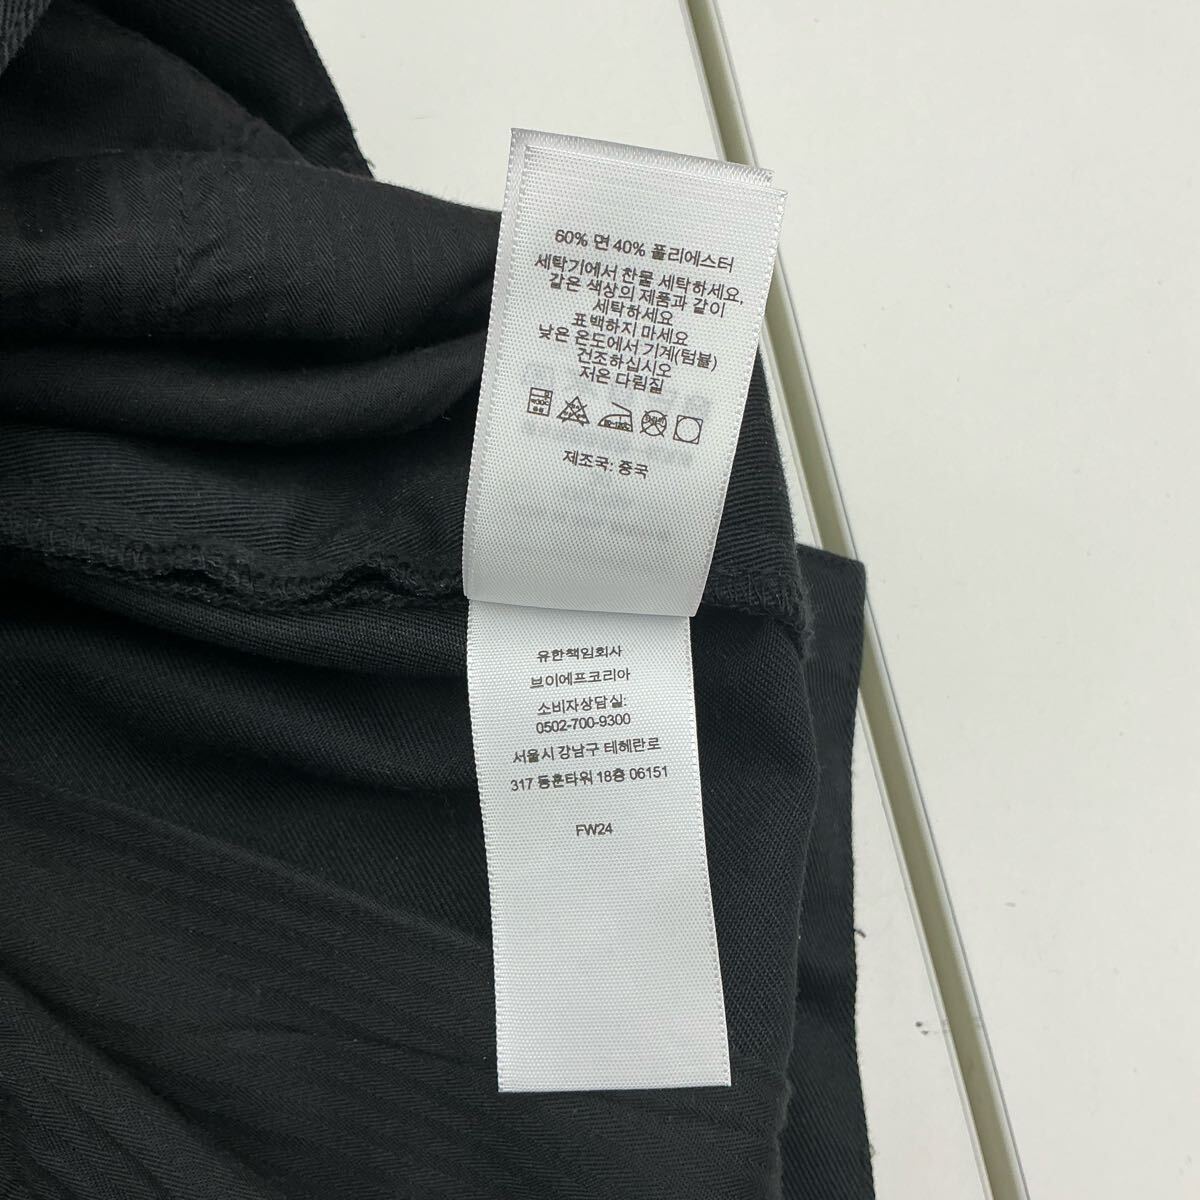 60% 면 40% 폴리에스터
세탁기에서 찬물 세탁하세요,
같은 색상의 제품과 같이
세탁하세요
표백하지 마세요
낮은 온도에서 기계(텀블)
건조하십시오
저온 다림질
제조국: 중국
유한책임회사
브이에프코리아
소비자상담실:
0502-700-9300
서울시 강남구 테헤란로
317 동훈타워 18층 06151
FW24